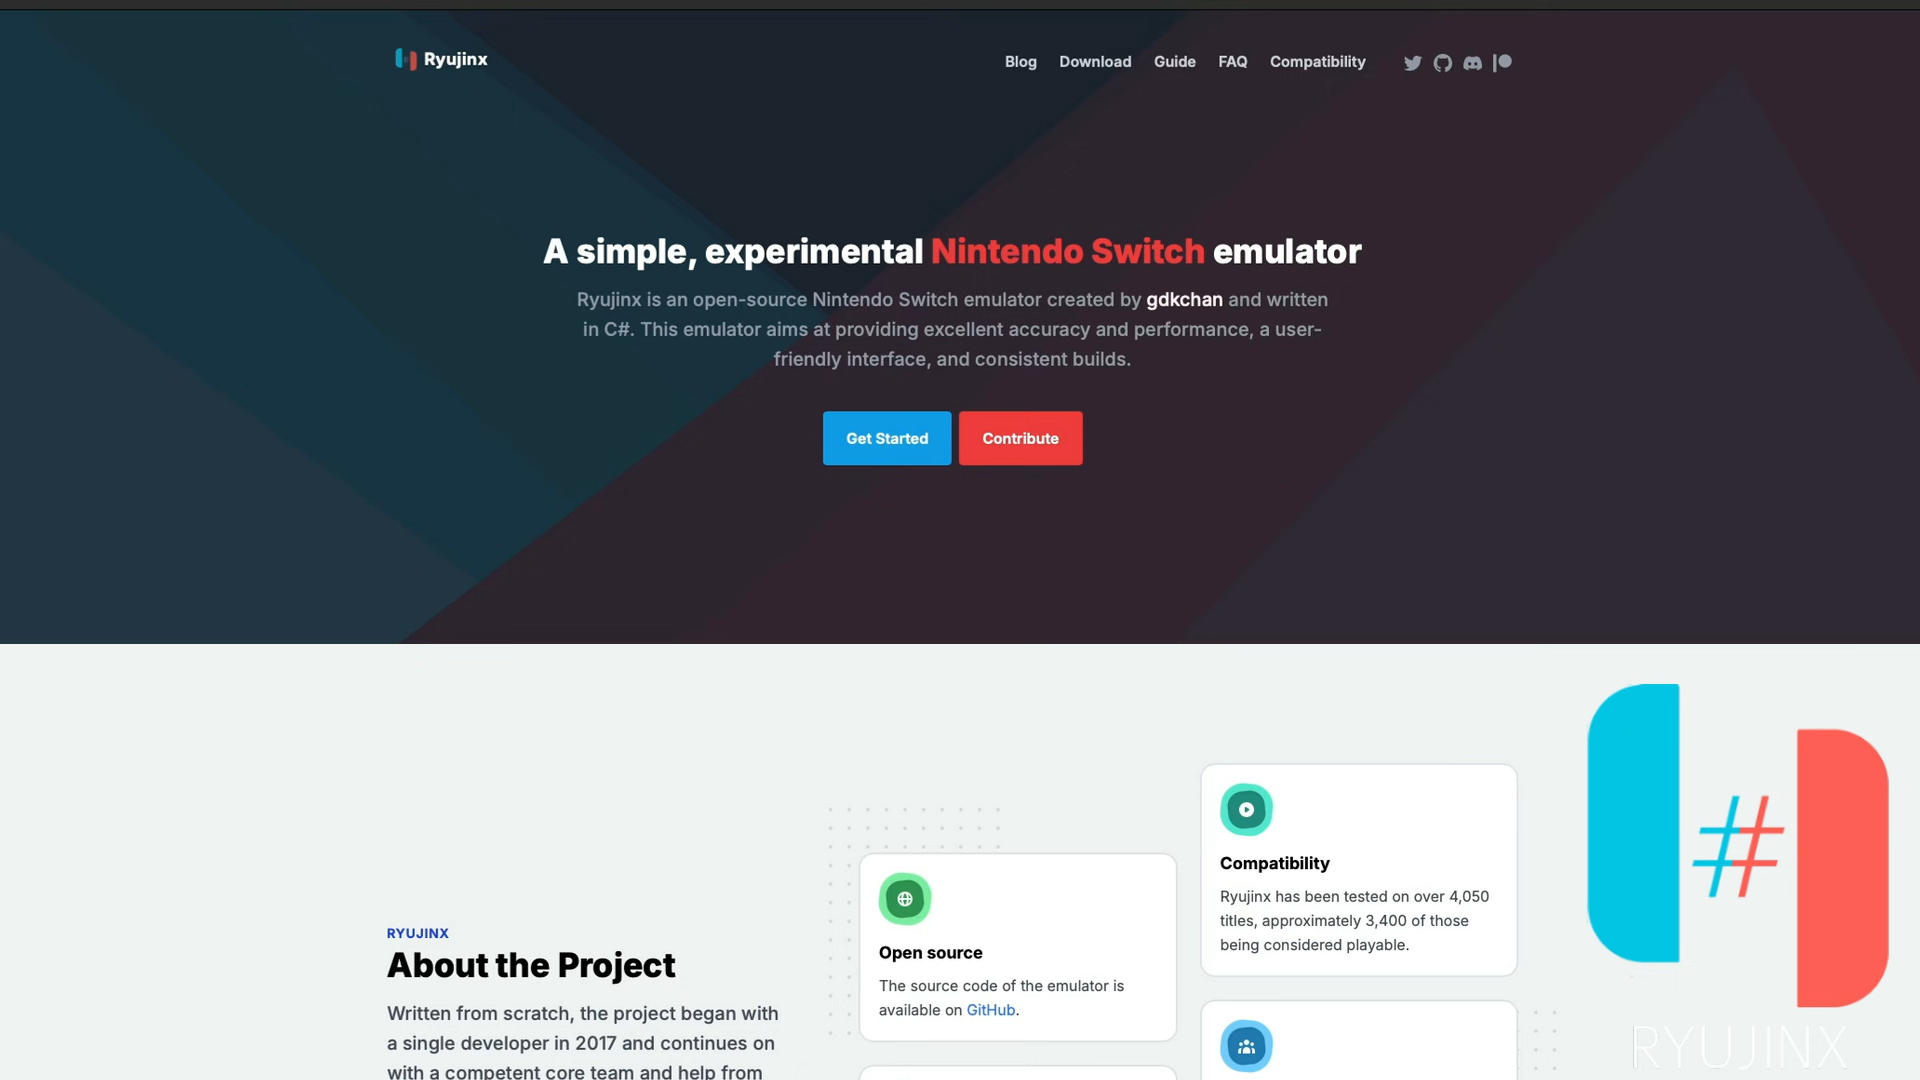 Ryujinx
Blog Download Guide FAQ Compatibility
A simple, experimental Nintendo Switch emulator
Ryujinx is an open-source Nintendo Switch emulator created by gdkchan and written
in C#. This emulator aims at providing excellent accuracy and performance, a user-
friendly interface, and consistent builds.
Get Started Contribute
RYUJINX
About the Project
Written from scratch, the project began with
a single developer in 2017 and continues on
with a competent core team and help from
Open source
The source code of the emulator is
available on GitHub.
Compatibility
Ryujinx has been tested on over 4,050
titles, approximately 3,400 of those
being considered playable.
#
RYUJINX